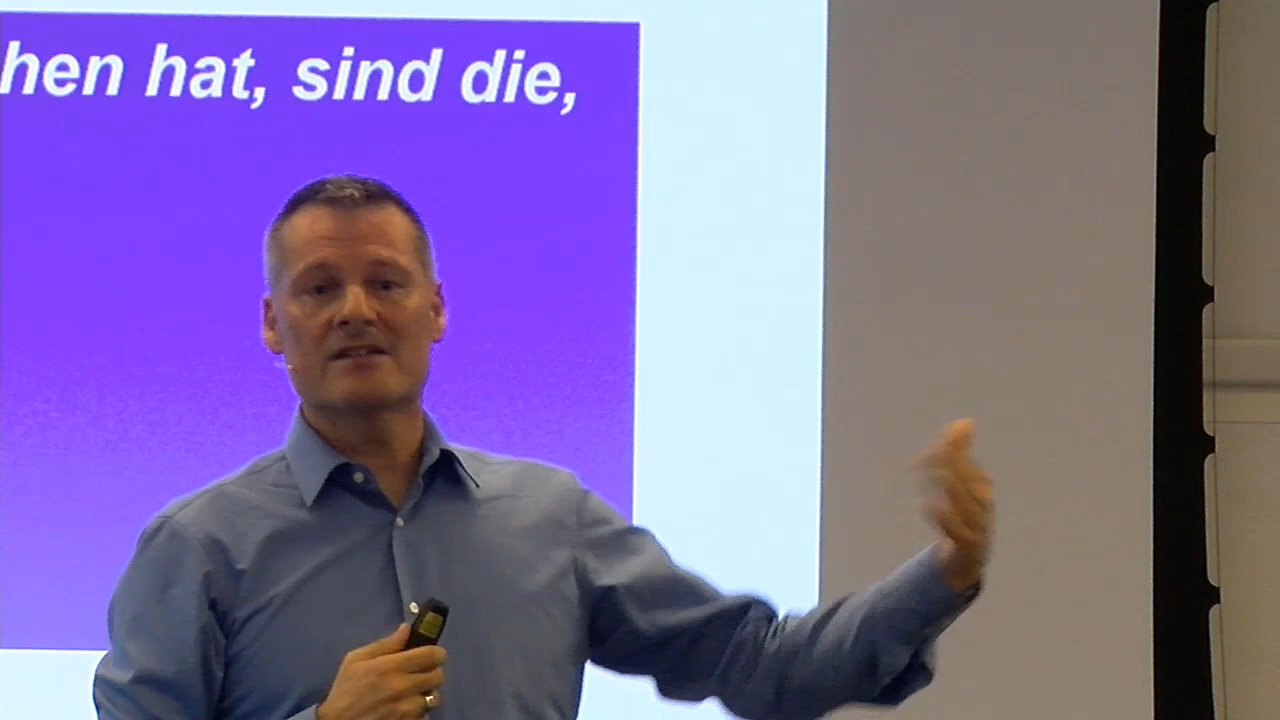 hen hat, sind die,